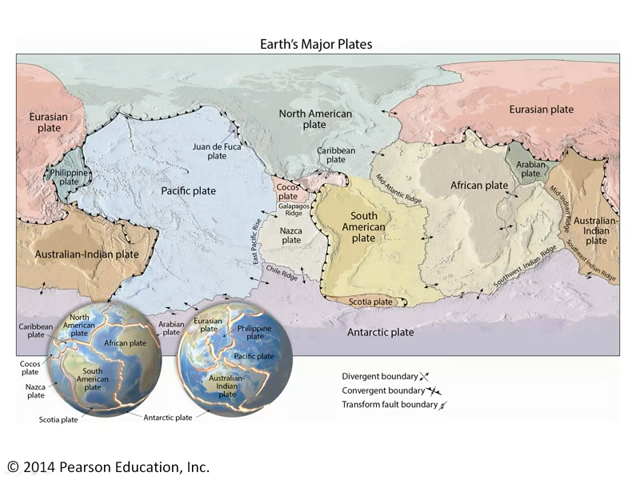 Earth's Major Plates
Eurasian
plate
North American
plate
Eurasian plate
Juan de Fuca
plate
Caribbean
plate
Philippine
plate
Pacific plate
Cocos
plate
Galapagos
Ridge
Mid-Atlantic Ridge
African plate
Arabian
plate
Mid-Indian Ridge
South
American
plate
Nazca
plate
East Pacific Rise
Australian-
Indian
plate
Australian-Indian plate
Chile Ridge
Southwest Indian Ridge
Southeast Indian Ridge
Scotia plate
Antarctic plate
North
American
plate
Caribbean
plate
African plate
Arabian
plate
Eurasian
plate
Philippine
plate
Pacific plate
Cocos
plate
South
American
plate
Australian-
Indian
plate
Nazca
plate
Scotia plate
Antarctic plate
Divergent boundary
Convergent boundary
Transform fault boundary
© 2014 Pearson Education, Inc.